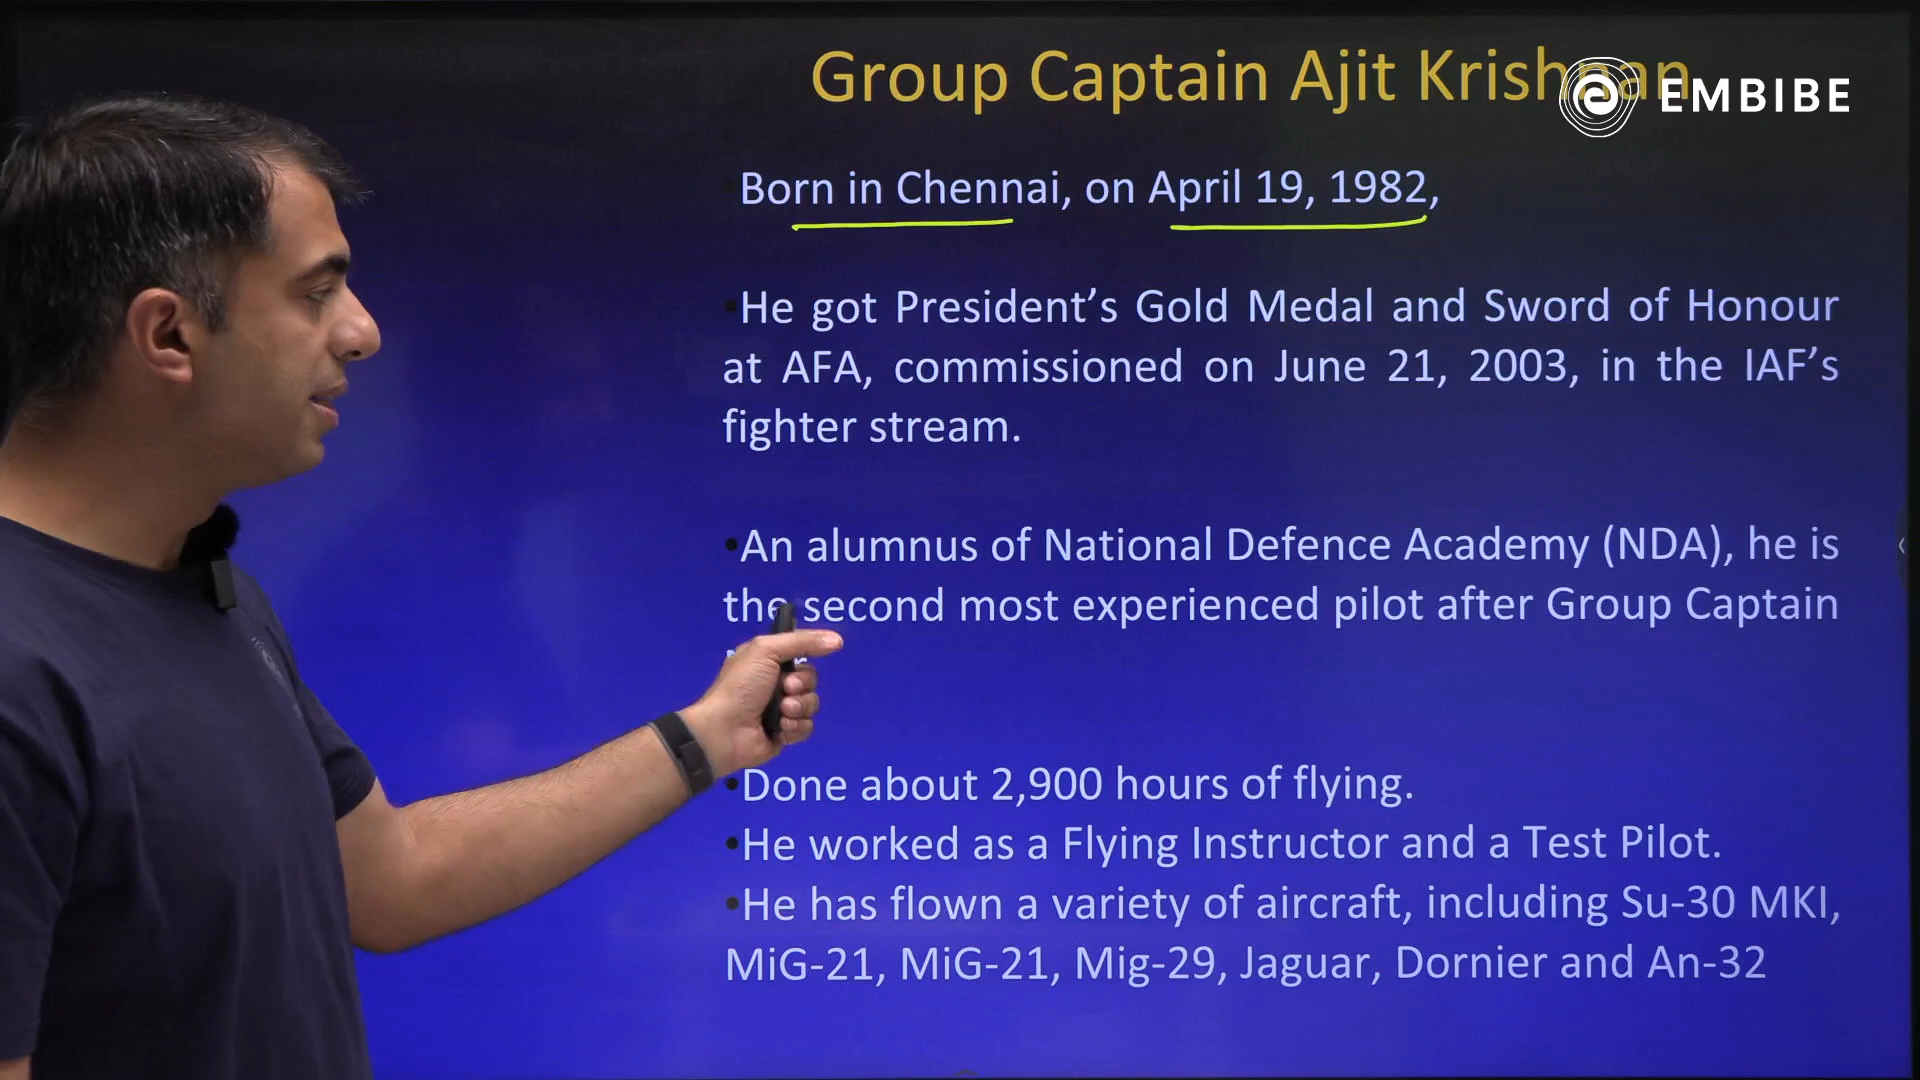 Group Captain Ajit Krishnan
EMBIBE
Born in Chennai, on April 19, 1982,
•He got President’s Gold Medal and Sword of Honour
at AFA, commissioned on June 21, 2003, in the IAF’s
fighter stream.
•An alumnus of National Defence Academy (NDA), he is
the second most experienced pilot after Group Captain
•Done about 2,900 hours of flying.
•He worked as a Flying Instructor and a Test Pilot.
•He has flown a variety of aircraft, including Su-30 MKI,
MiG-21, MiG-21, Mig-29, Jaguar, Dornier and An-32